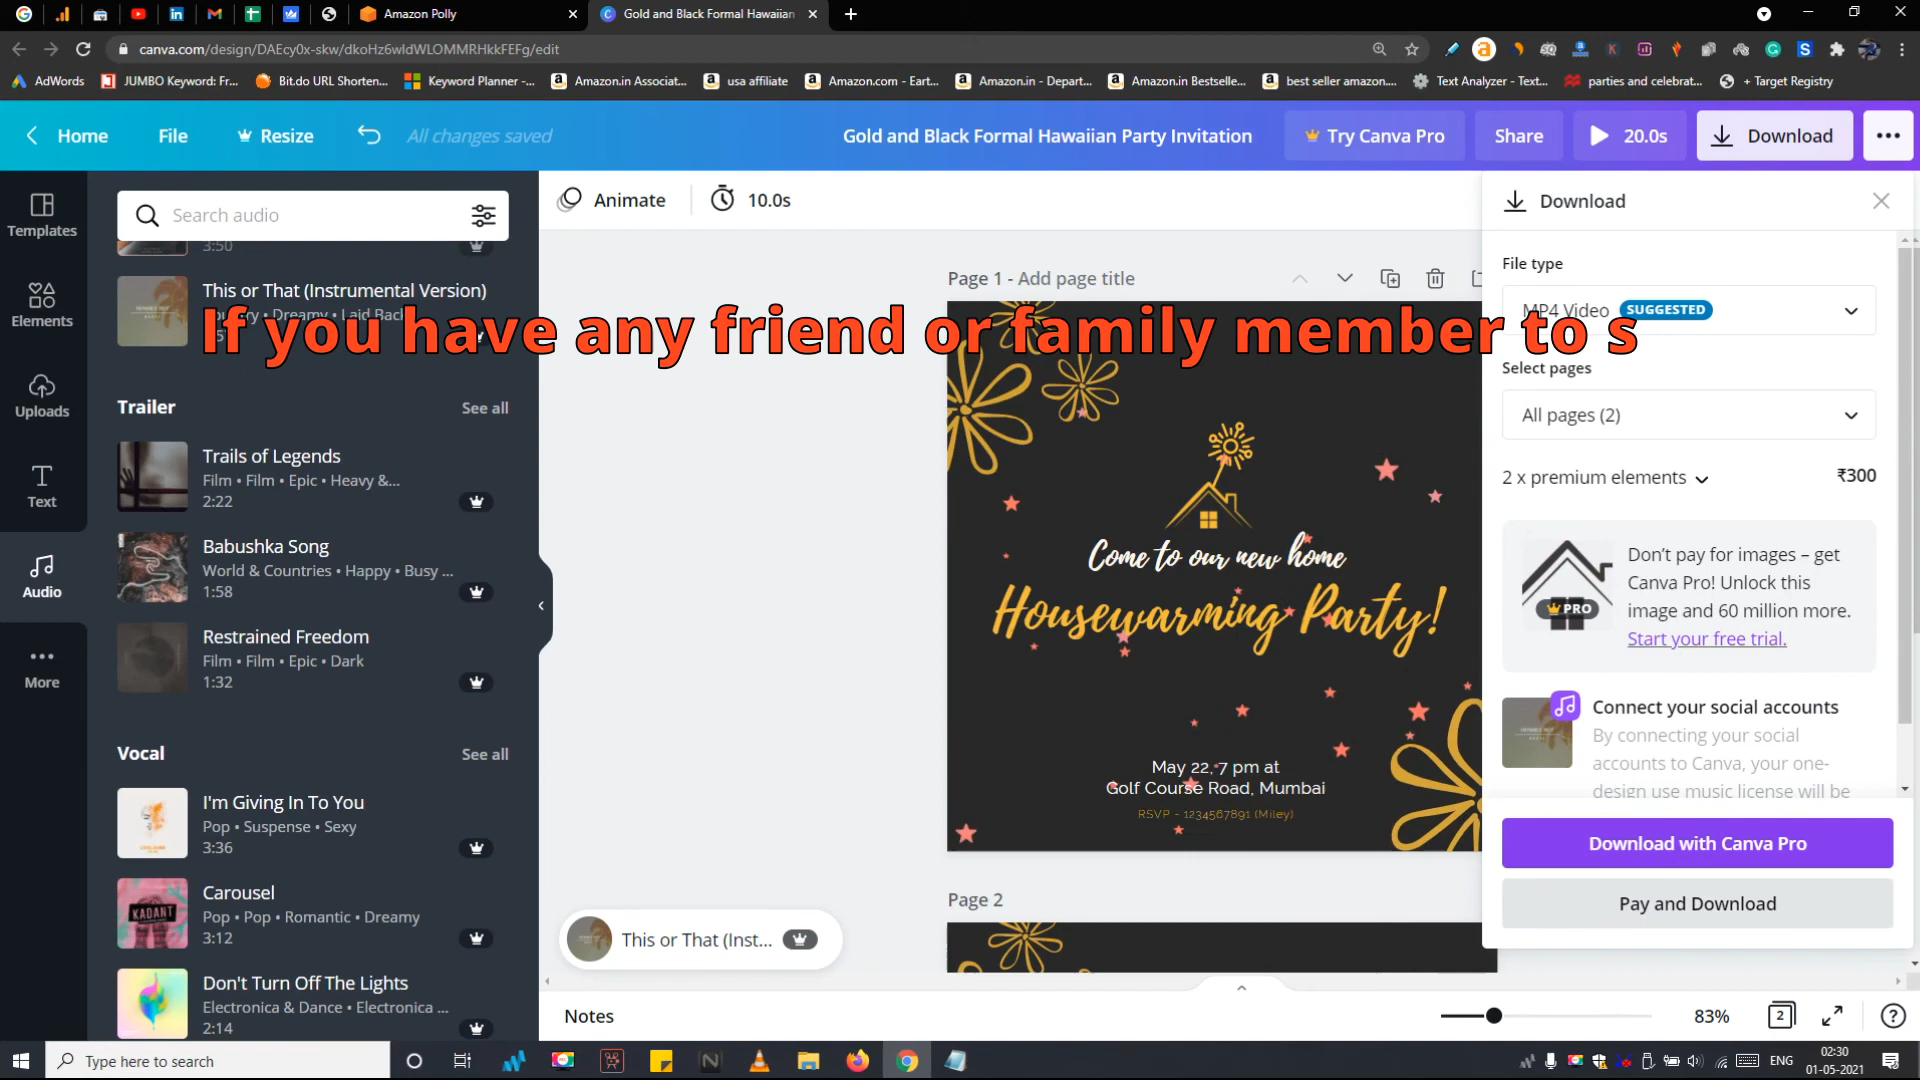 Amazon Polly
Gold and Black Formal Hawaiian
canva.com/design/DAEcy0x-skw/dkoHz6wIdWLOMMRHkkFEFg/edit
AdWords
JUMBO Keyword: Fr...
Bit.do URL Shorten...
Keyword Planner -...
Amazon.in Associat...
usa affiliate
Amazon.com - Eart...
Amazon.in - Depart...
Amazon.in Bestselle...
best seller amazon....
Text Analyzer - Text...
parties and celebrat...
+ Target Registry
Home
File
Resize
All changes saved
Gold and Black Formal Hawaiian Party Invitation
Try Canva Pro
Share
20.0s
Download
Templates
Elements
Uploads
Text
Audio
More
Search audio
3:50
This or That (Instrumental Version)
If you have any friend or family member to s
Trailer
See all
Trails of Legends
Film • Film • Epic • Heavy &...
2:22
Babushka Song
World & Countries • Happy • Busy ...
1:58
Restrained Freedom
Film • Film • Epic • Dark
1:32
Vocal
See all
I'm Giving In To You
Pop • Suspense • Sexy
3:36
Carousel
Pop • Pop • Romantic • Dreamy
3:12
KADANT
Don't Turn Off The Lights
Electronica & Dance • Electronica ...
2:14
Animate
10.0s
Page 1 - Add page title
Come to our new home
Housewarming Party!
May 22, 7 pm at
Golf Course Road, Mumbai
RSVP - 1234567891 (Miley)
Page 2
This or That (Inst...
Notes
83%
2
Download
File type
MP4 Video
SUGGESTED
Select pages
All pages (2)
2 x premium elements
₹300
PRO
Don't pay for images – get
Canva Pro! Unlock this
image and 60 million more.
Start your free trial.
Connect your social accounts
By connecting your social
accounts to Canva, your one-
design use music license will be
Download with Canva Pro
Pay and Download
Type here to search
ENG
02:30
01-05-2021